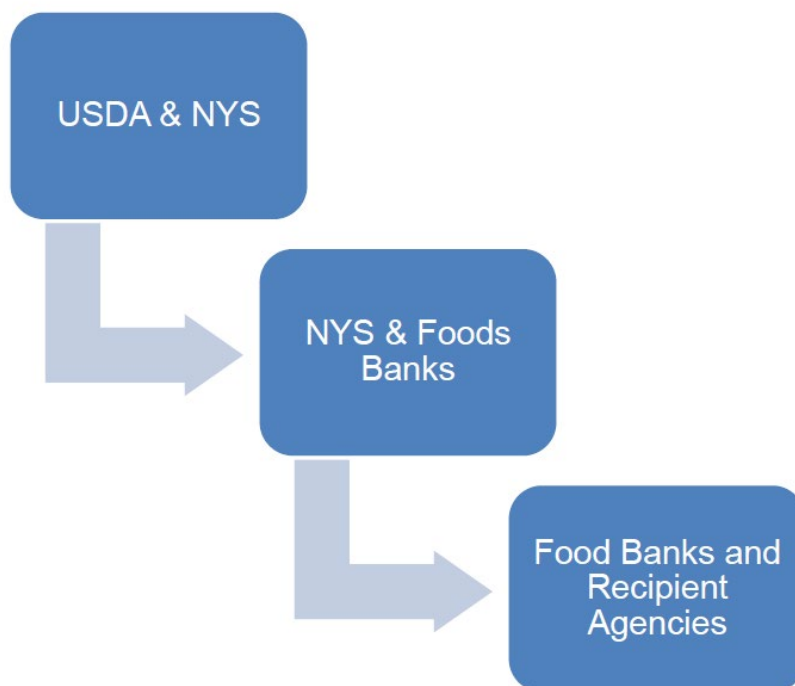 USDA & NYS
NYS & Foods
Banks
Food Banks and
Recipient
Agencies